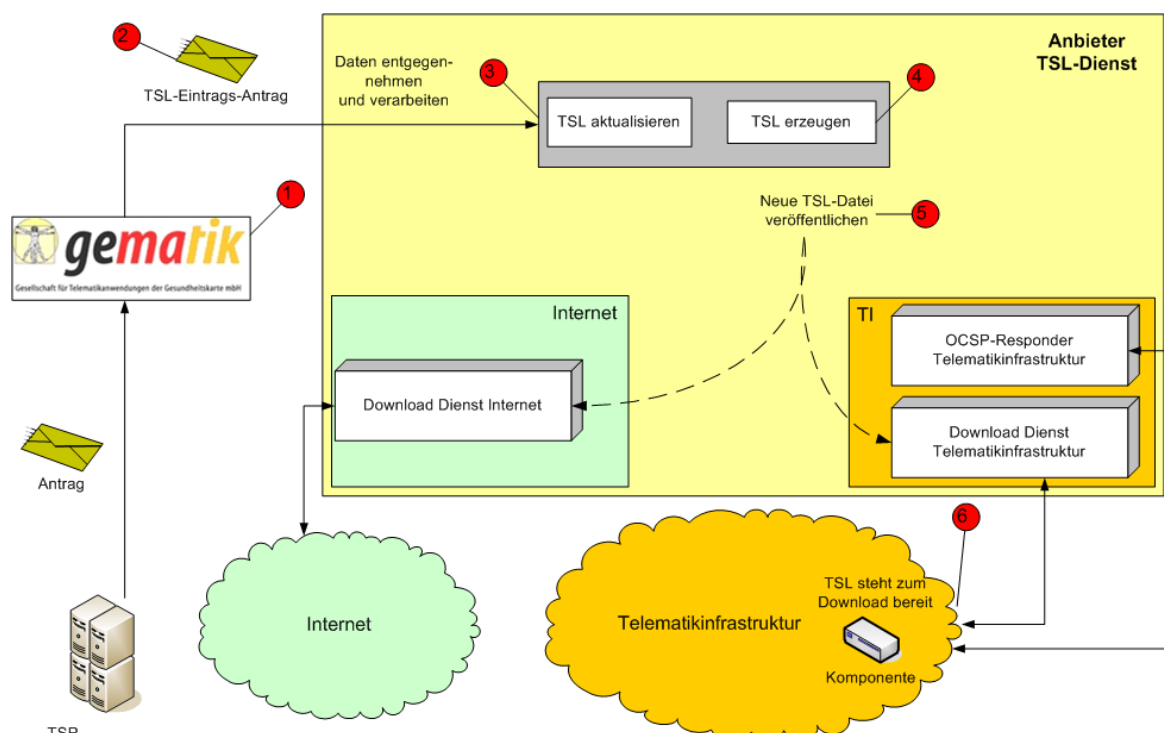 2
TSL-Eintrags-Antrag
Daten entgegen-
nehmen
und verarbeiten
3
4
Anbieter
TSL-Dienst
TSL aktualisieren
TSL erzeugen
1
gematik
Gesellschaft für Telematikanwendungen der Gesundheitskarte mbH
Neue TSL-Datei
veröffentlichen
5
Internet
Download Dienst Internet
TI
OCSP-Responder
Telematikinfrastruktur
Download Dienst
Telematikinfrastruktur
Antrag
6
Internet
Telematikinfrastruktur
TSL steht zum
Download bereit
Komponente
TSP